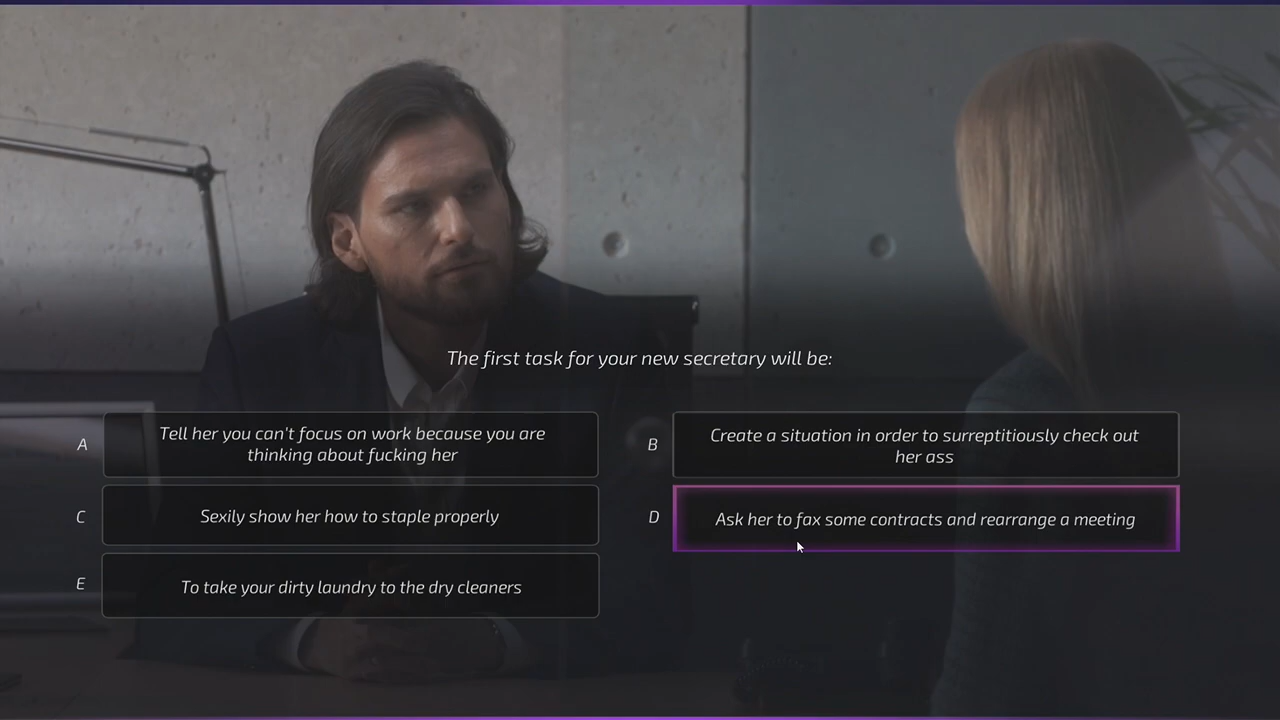 The first task for your new secretary will be:
A
Tell her you can't focus on work because you are
thinking about fucking her
B
Create a situation in order to surreptitiously check out
her ass
C
Sexily show her how to staple properly
D
Ask her to fax some contracts and rearrange a meeting
E
To take your dirty laundry to the dry cleaners